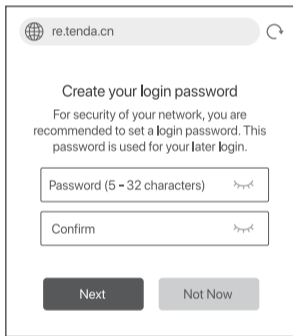 re.tenda.cn
Create your login password
For security of your network, you are
recommended to set a login password. This
password is used for your later login.
Password (5 - 32 characters)
Confirm
Next Not Now